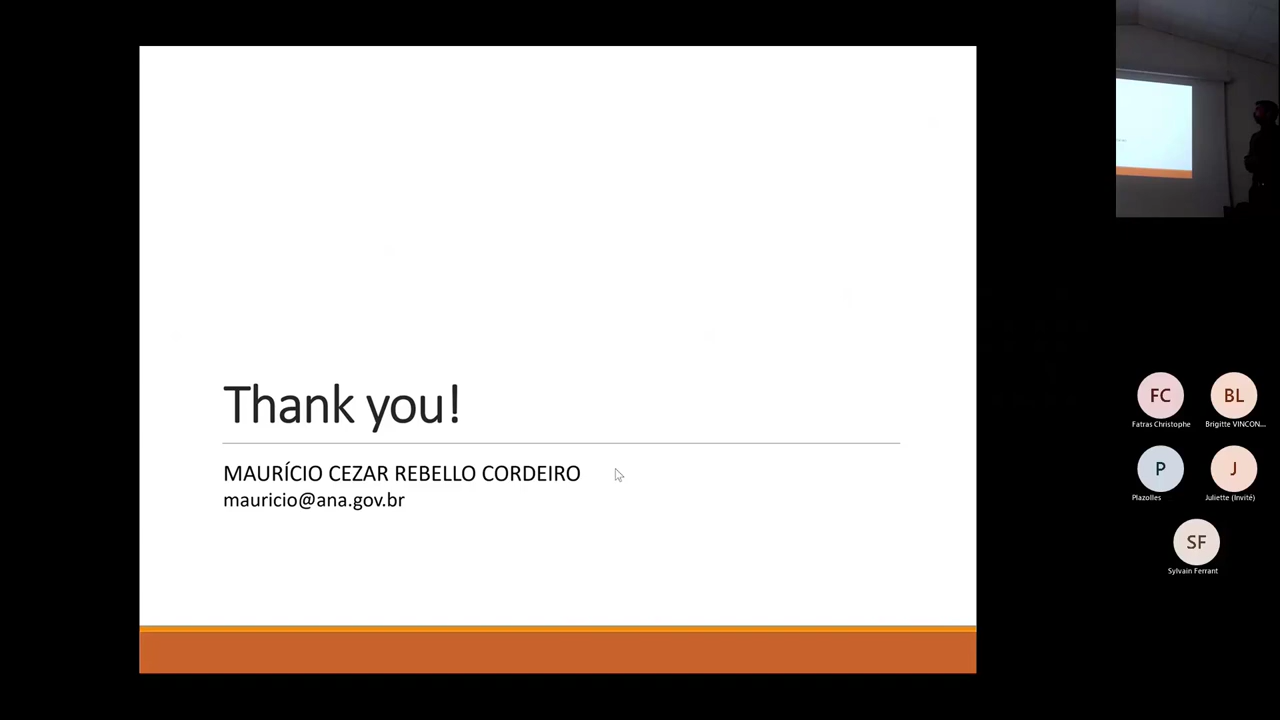 Thank you!
MAURÍCIO CEZAR REBELLO CORDEIRO
mauricio@ana.gov.br
FC
Fatras Christophe
BL
Brigitte VINCON...
P
Plazolles
J
Juliette (Invité)
SF
Sylvain Ferrant